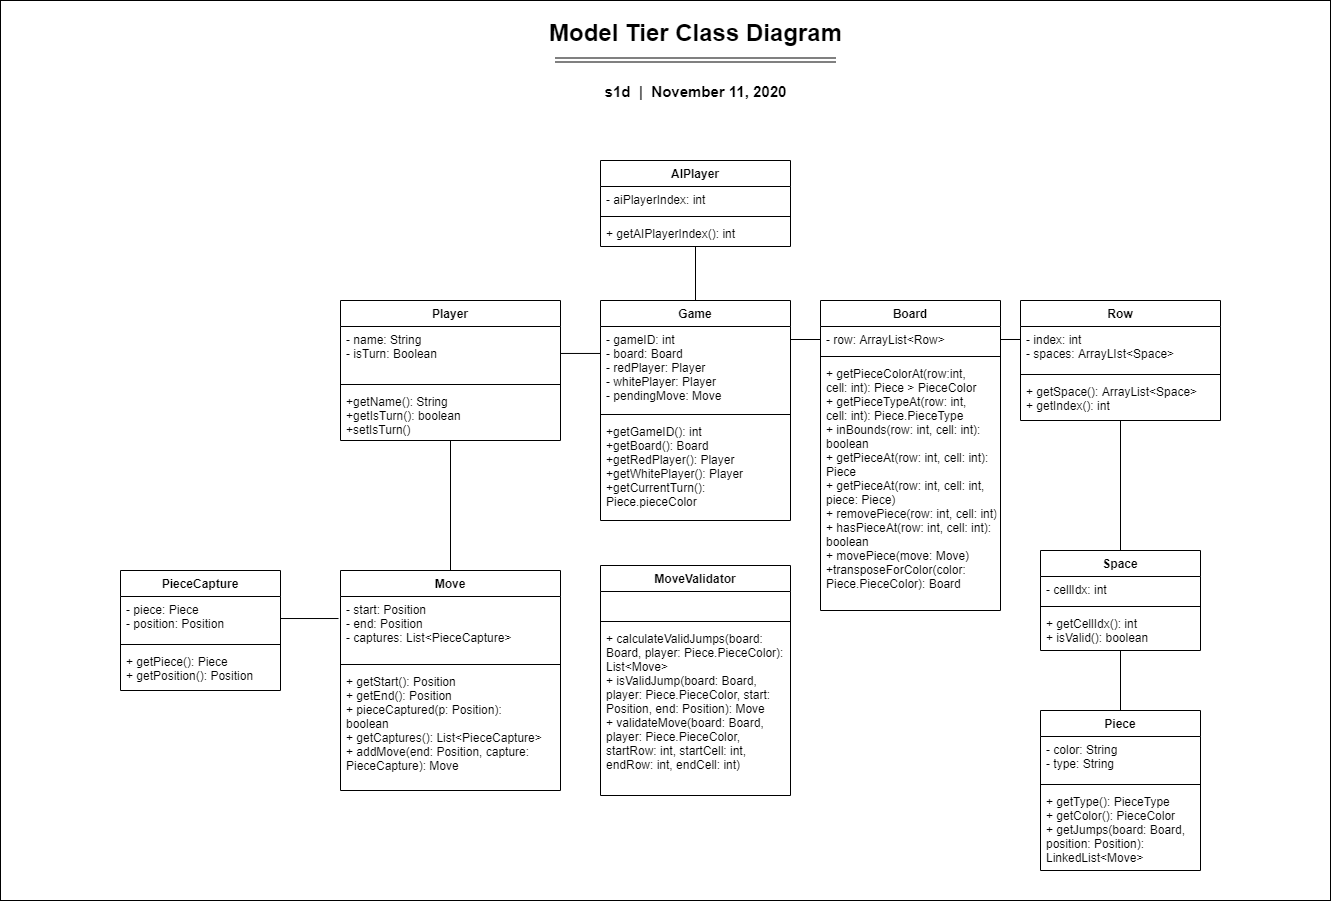 Model Tier Class Diagram
s1d | November 11, 2020
AIPlayer
- aiPlayerIndex: int
+ getAIPlayerIndex(): int
Player
- name: String
- isTurn: Boolean
+getName(): String
+getIsTurn(): boolean
+setIsTurn()
Game
- gameID: int
- board: Board
- redPlayer: Player
- whitePlayer: Player
- pendingMove: Move
+getGameID(): int
+getBoard(): Board
+getRedPlayer(): Player
+getWhitePlayer(): Player
+getCurrentTurn():
Piece.pieceColor
Board
- row: ArrayList<Row>
+ getPieceColorAt(row:int,
cell: int): Piece > PieceColor
+ getPieceTypeAt(row: int,
cell: int): Piece.PieceType
+ inBounds(row: int, cell: int):
boolean
+ getPieceAt(row: int, cell: int):
Piece
+ getPieceAt(row: int, cell: int,
piece: Piece)
+ removePiece(row: int, cell: int)
+ hasPieceAt(row: int, cell: int):
boolean
+ movePiece(move: Move)
+transposeForColor(color:
Piece.PieceColor): Board
Row
- index: int
- spaces: ArrayLIst<Space>
+ getSpace(): ArrayList<Space>
+ getIndex(): int
PieceCapture
- piece: Piece
- position: Position
+ getPiece(): Piece
+ getPosition(): Position
Move
- start: Position
- end: Position
- captures: List<PieceCapture>
+ getStart(): Position
+ getEnd(): Position
+ pieceCaptured(p: Position):
boolean
+ getCaptures(): List<PieceCapture>
+ addMove(end: Position, capture:
PieceCapture): Move
MoveValidator
+ calculateValidJumps(board:
Board, player: Piece.PieceColor):
List<Move>
+ isValidJump(board: Board,
player: Piece.PieceColor, start:
Position, end: Position): Move
+ validateMove(board: Board,
player: Piece.PieceColor,
startRow: int, startCell: int,
endRow: int, endCell: int)
Space
- cellIdx: int
+ getCellIdx(): int
+ isValid(): boolean
Piece
- color: String
- type: String
+ getType(): PieceType
+ getColor(): PieceColor
+ getJumps(board: Board,
position: Position):
LinkedList<Move>